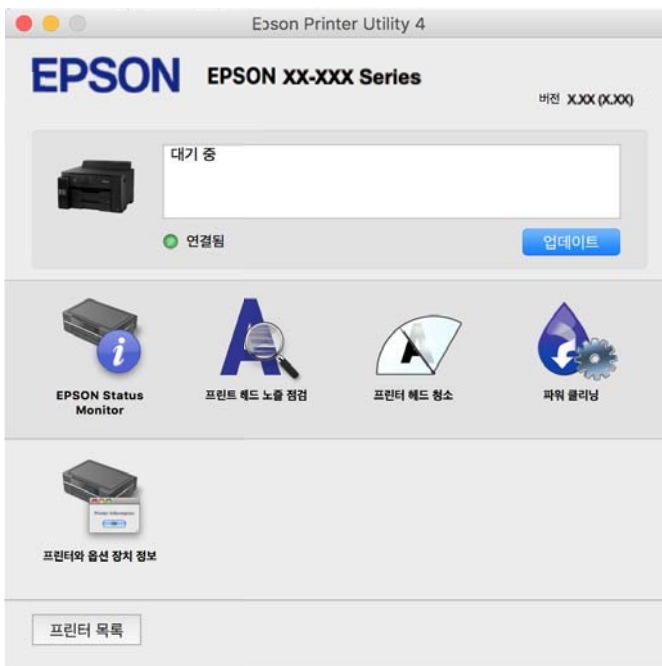 Epson Printer Utility 4
EPSON
EPSON XX-XXX Series
버전 X.XX (X.XX)
대기 중
연결됨
업데이트
EPSON Status
Monitor
프린트 헤드 노즐 점검
프린터 헤드 청소
파워 클리닝
Printer Information
프린터와 옵션 장치 정보
프린터 목록